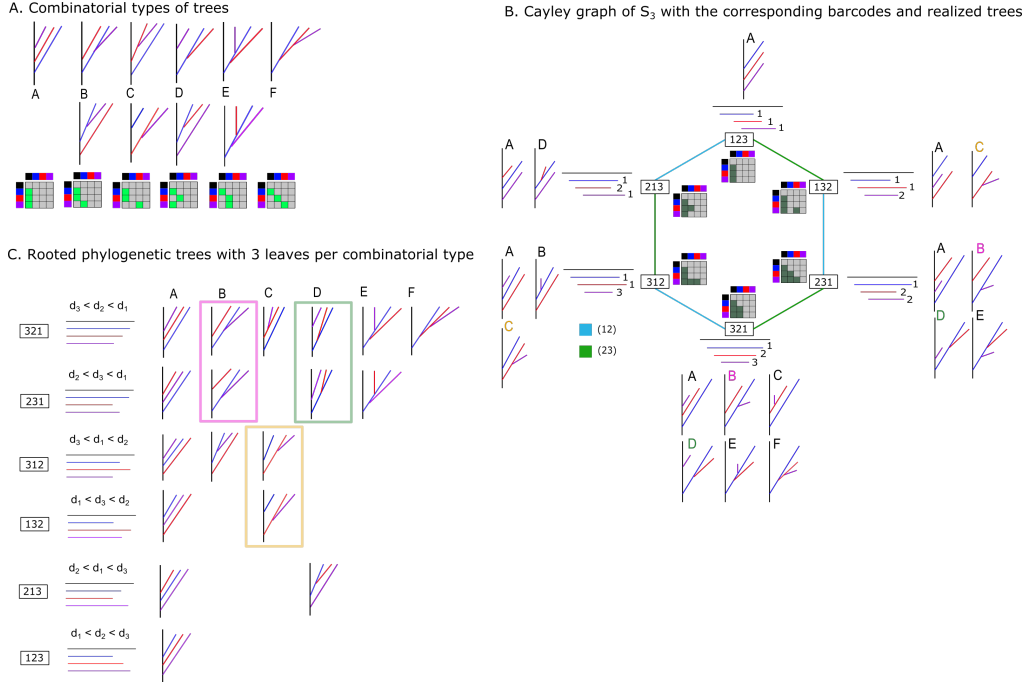 A. Combinatorial types of trees
A B C D E F
B. Cayley graph of S3 with the corresponding barcodes and realized trees
A
1
1
1
123
A D
1
2
1
213
132
A C
1
1
2
A B
1
1
3
312
C
231
A B
1
2
2
D E
321
1
2
3
(12)
(23)
A B C
D E F
C. Rooted phylogenetic trees with 3 leaves per combinatorial type
A B C D E F
321
d3 < d2 < d1
231
d2 < d3 < d1
312
d3 < d1 < d2
132
d1 < d3 < d2
213
d2 < d1 < d3
123
d1 < d2 < d3